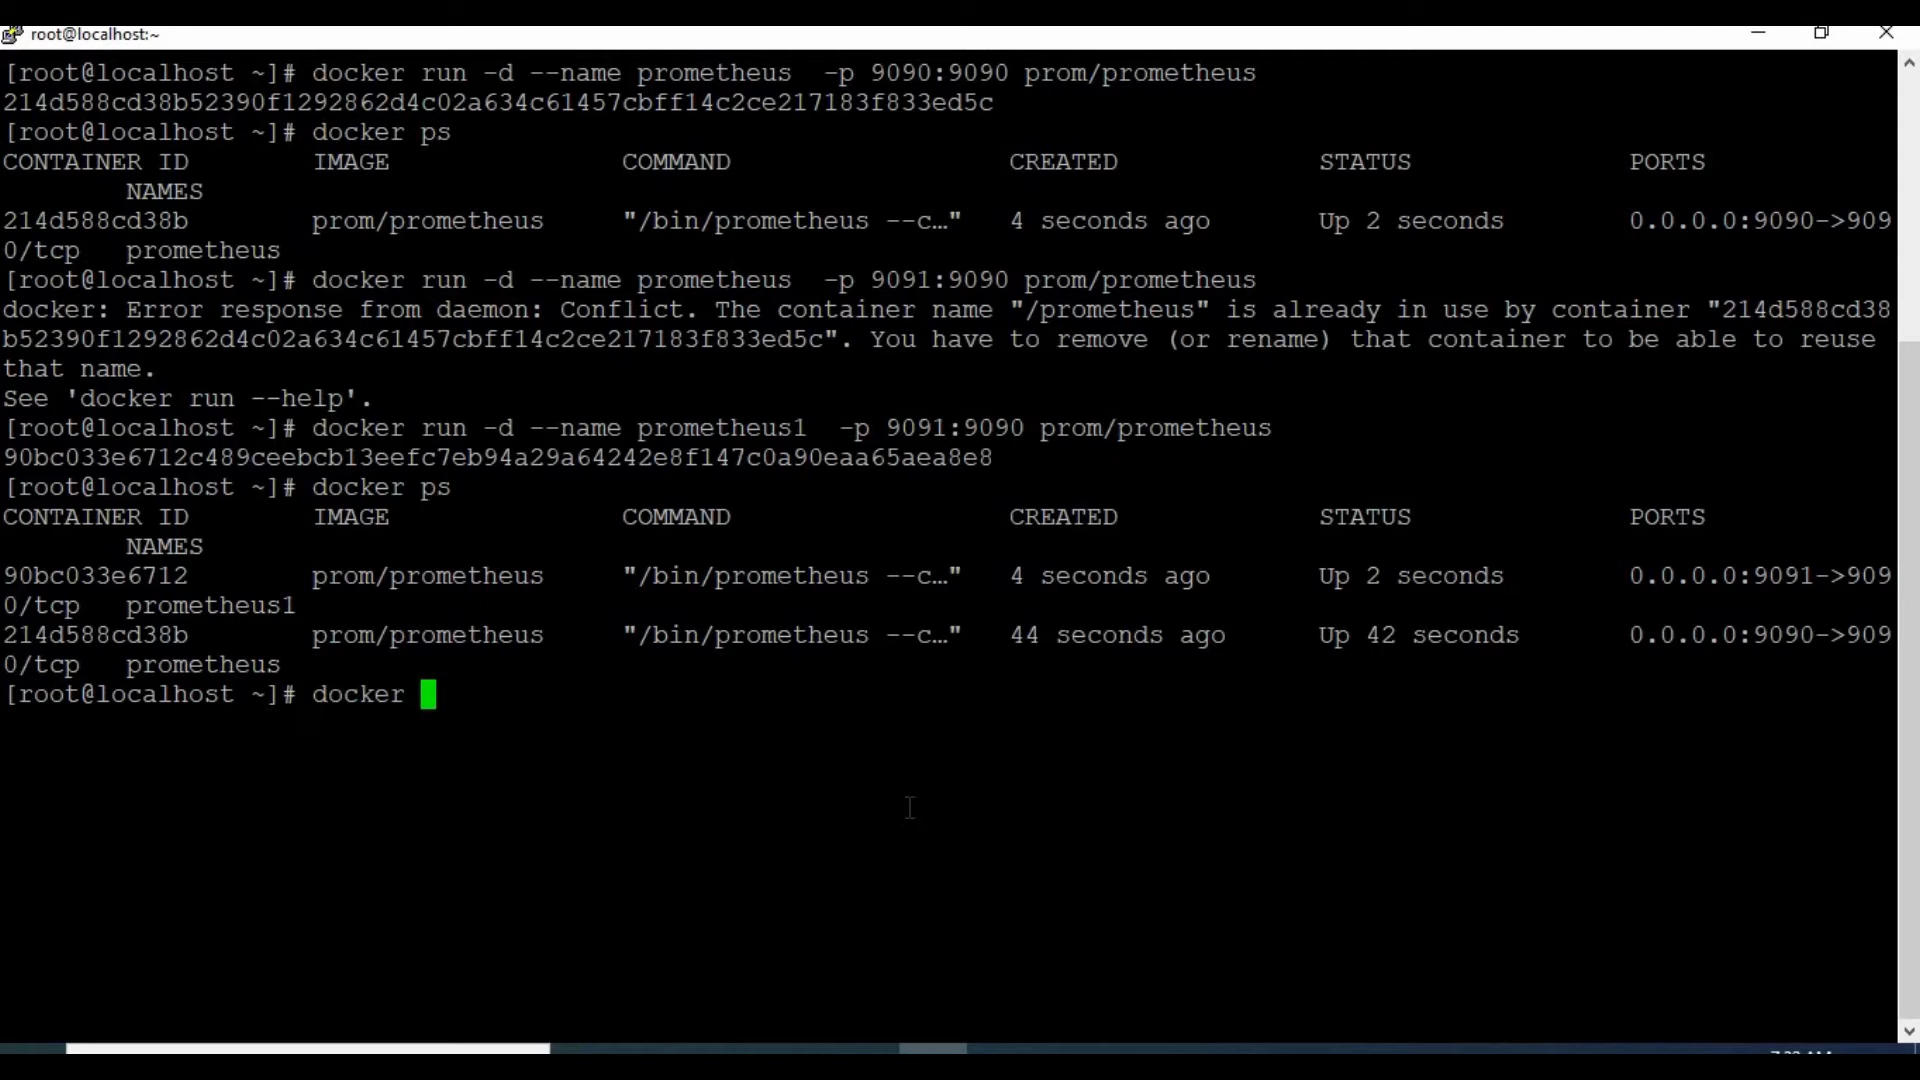 root@localhost:~
[root@localhost ~]# docker run -d --name prometheus  -p 9090:9090 prom/prometheus
214d588cd38b52390f1292862d4c02a634c61457cbff14c2ce217183f833ed5c
[root@localhost ~]# docker ps
CONTAINER ID        IMAGE               COMMAND                  CREATED             STATUS              PORTS
        NAMES
214d588cd38b        prom/prometheus     "/bin/prometheus --c…"   4 seconds ago       Up 2 seconds        0.0.0.0:9090->909
0/tcp   prometheus
[root@localhost ~]# docker run -d --name prometheus  -p 9091:9090 prom/prometheus
docker: Error response from daemon: Conflict. The container name "/prometheus" is already in use by container "214d588cd38
b52390f1292862d4c02a634c61457cbff14c2ce217183f833ed5c". You have to remove (or rename) that container to be able to reuse
that name.
See 'docker run --help'.
[root@localhost ~]# docker run -d --name prometheus1  -p 9091:9090 prom/prometheus
90bc033e6712c489ceebcb13eefc7eb94a29a64242e8f147c0a90eaa65aea8e8
[root@localhost ~]# docker ps
CONTAINER ID        IMAGE               COMMAND                  CREATED             STATUS              PORTS
        NAMES
90bc033e6712        prom/prometheus     "/bin/prometheus --c…"   4 seconds ago       Up 2 seconds        0.0.0.0:9091->909
0/tcp   prometheus1
214d588cd38b        prom/prometheus     "/bin/prometheus --c…"   44 seconds ago      Up 42 seconds       0.0.0.0:9090->909
0/tcp   prometheus
[root@localhost ~]# docker